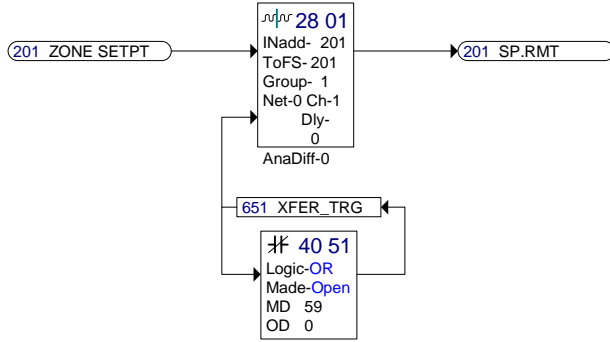 28 01
201 ZONE SETPT
INadd- 201
201 SP.RMT
ToFS- 201
Group- 1
Net-0 Ch-1
Dly-
0
AnaDiff-0
651 XFER_TRG
40 51
Logic-OR
Made-Open
MD 59
OD 0